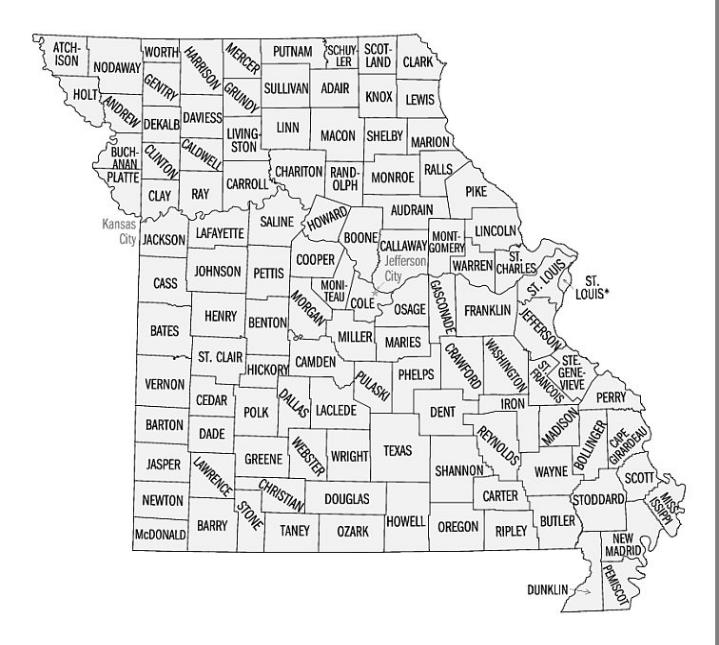 ATCH-
ISON
NODAWAY
WORTH
HARRISON
MERCER
PUTNAM
SCHUY-
LER
SCOT-
LAND
CLARK
HOLT
ANDREW
GENTRY
GRUNDY
SULLIVAN
ADAIR
KNOX
LEWIS
DEKALB
DAVIESS
LIVING-
STON
LINN
MACON
SHELBY
MARION
BUCH-
ANAN
CLINTON
CALDWELL
PLATTE
CLAY
RAY
CARROLL
CHARITON
RAND-
OLPH
MONROE
RALLS
PIKE
Kansas
City
JACKSON
LAFAYETTE
SALINE
HOWARD
BOONE
AUDRAIN
CALLAWAY
MONT-
GOMERY
LINCOLN
WARREN
ST.
CHARLES
ST. LOUIS
ST.
LOUIS*
CASS
JOHNSON
PETTIS
COOPER
MONI-
TEAU
Jefferson
City
COLE
OSAGE
GASCONADE
FRANKLIN
JEFFERSON
BATES
HENRY
BENTON
MORGAN
MILLER
MARIES
ST. CLAIR
HICKORY
CAMDEN
PULASKI
PHELPS
CRAWFORD
WASHINGTON
ST.
FRANCOIS
STE.
GENE-
VIEVE
PERRY
VERNON
CEDAR
POLK
DALLAS
LACLEDE
DENT
IRON
MADISON
BOLLINGER
CAPE
GIRARDEAU
BARTON
DADE
GREENE
WEBSTER
WRIGHT
TEXAS
SHANNON
REYNOLDS
WAYNE
JASPER
LAWRENCE
CHRISTIAN
DOUGLAS
CARTER
STODDARD
SCOTT
MISS-
ISSIPPI
NEWTON
McDONALD
BARRY
STONE
TANEY
OZARK
HOWELL
OREGON
RIPLEY
BUTLER
NEW
MADRID
DUNKLIN
PEMISCOT